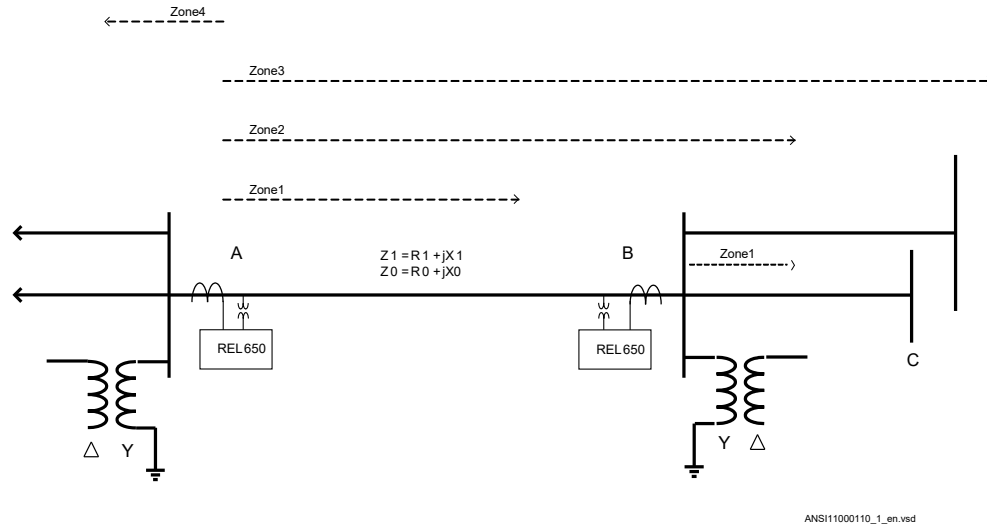 Zone4
Zone3
Zone2
Zone1
A
Z1 = R1 + jX1
Z0 = R0 + jX0
B
Zone1
REL650
REL650
C
Δ Y
Y Δ
ANSI11000110_1_en.vsd